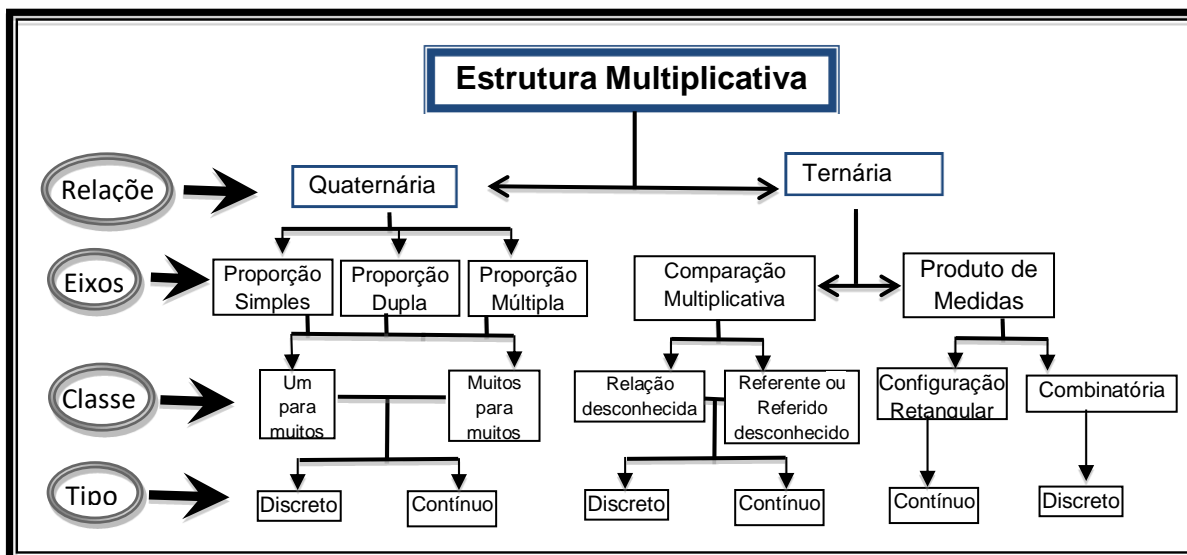 Estrutura Multiplicativa
Relaçõe
Quaternária
Ternária
Eixos
Proporção
Simples
Proporção
Dupla
Proporção
Múltipla
Comparação
Multiplicativa
Produto de
Medidas
Classe
Um
para
muitos
Muitos
para
muitos
Relação
desconhecida
Referente ou
Referido
desconhecido
Configuração
Retangular
Combinatória
Tipo
Discreto
Contínuo
Discreto
Contínuo
Contínuo
Discreto